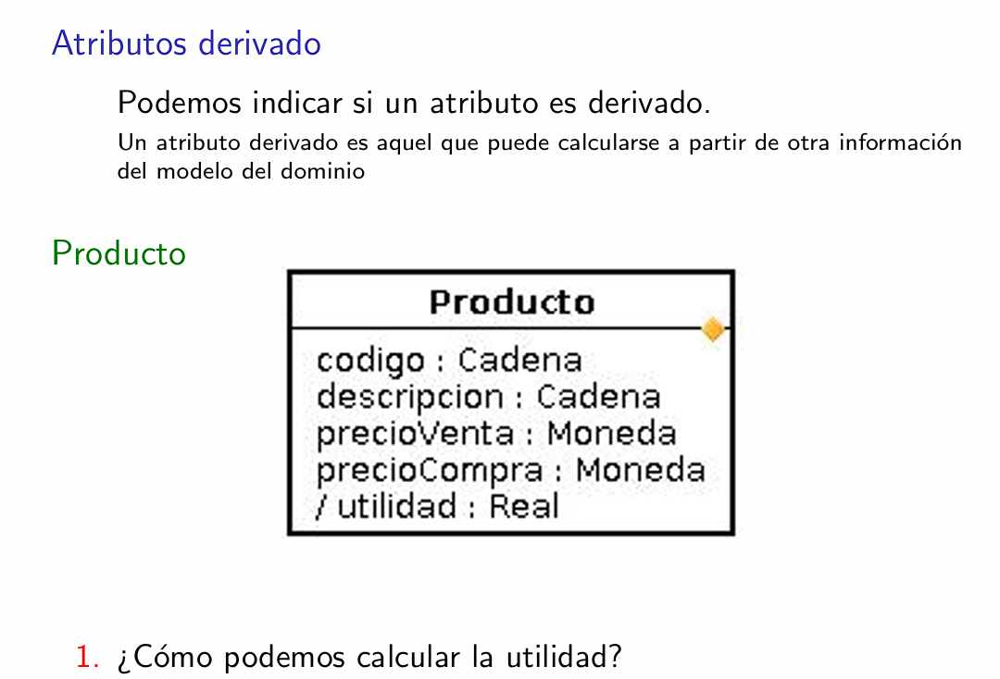 Atributos derivado
Podemos indicar si un atributo es derivado.
Un atributo derivado es aquel que puede calcularse a partir de otra información
del modelo del dominio
Producto
Producto
codigo : Cadena
descripcion : Cadena
precioVenta : Moneda
precioCompra : Moneda
/ utilidad : Real
1. ¿Cómo podemos calcular la utilidad?